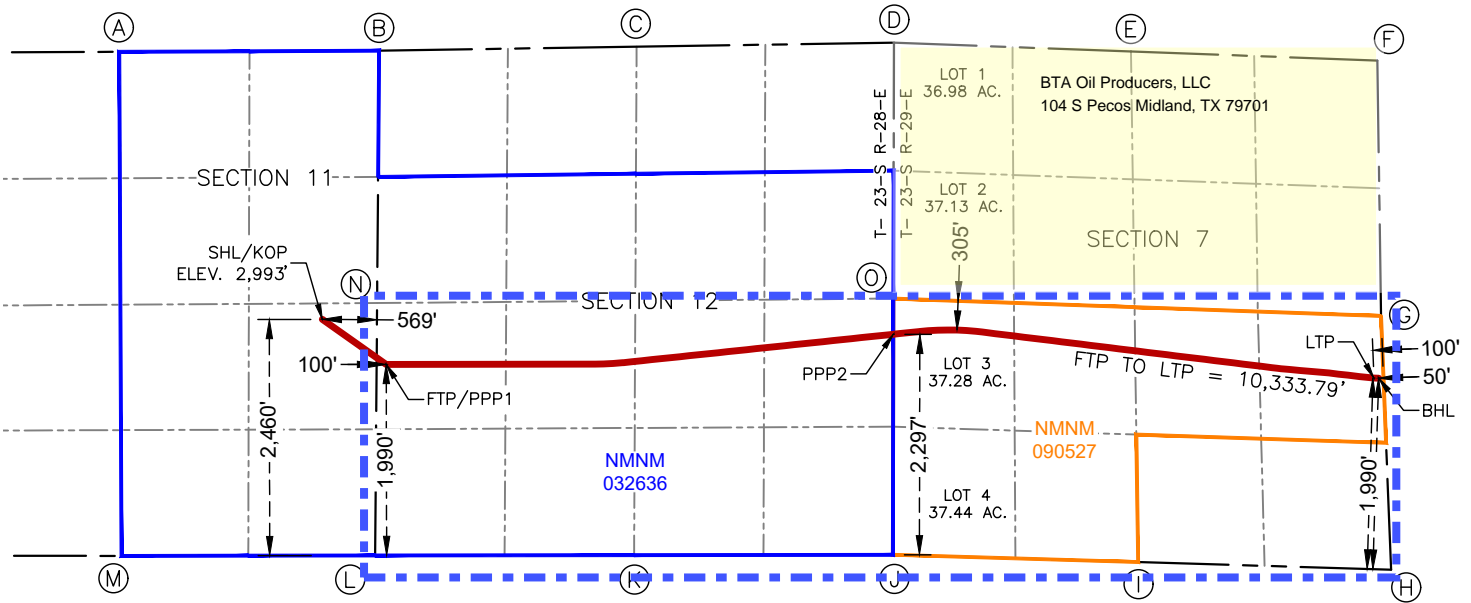 A
B
C
D
E
F
LOT 1
36.98 AC.
BTA Oil Producers, LLC
104 S Pecos Midland, TX 79701
T- 23-S R-28-E
T- 23-S R-29-E
SECTION 11
LOT 2
37.13 AC.
305'
SECTION 7
SHL/KOP
ELEV. 2,993'
N
O
SECTION 12
569'
G
100'
FTP/PPP1
PPP2
LOT 3
37.28 AC.
FTP TO LTP = 10,333.79'
LTP
100'
50'
BHL
2,460'
1,990'
2,297'
NMNM
032636
NMNM
090527
1,990'
LOT 4
37.44 AC.
M
L
K
J
I
H